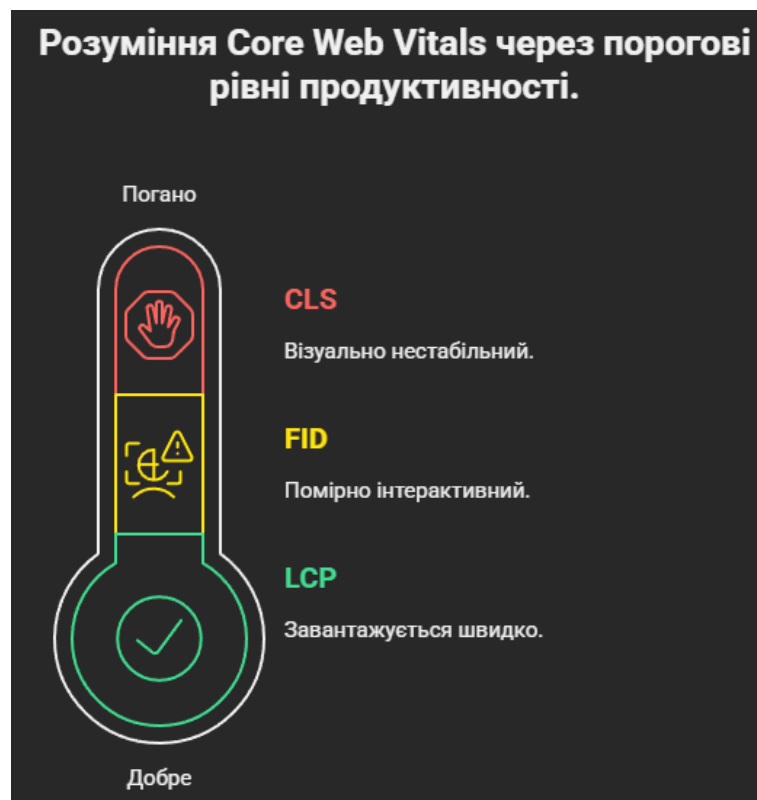 Розуміння Core Web Vitals через порогові
рівні продуктивності.
Погано
CLS
Візуально нестабільний.
FID
Помірно інтерактивний.
LCP
Завантажується швидко.
Добре